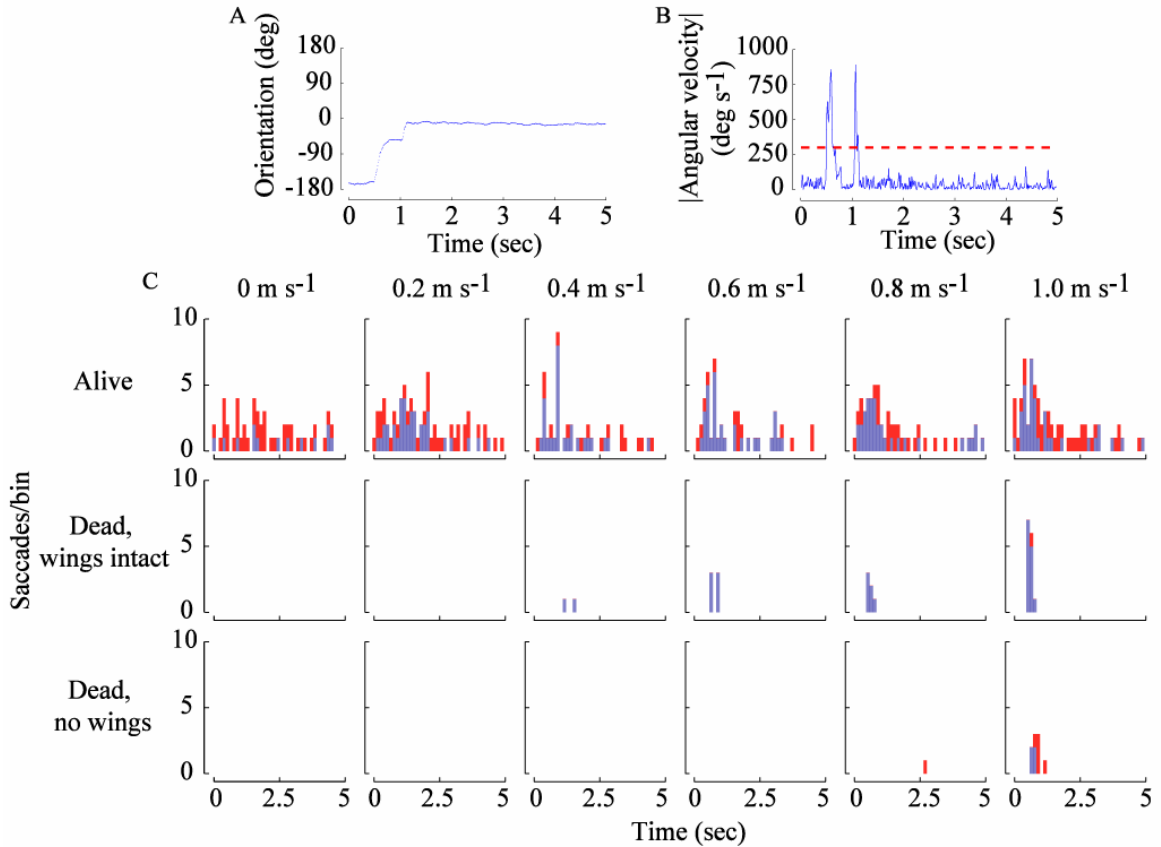 A
Orientation (deg)
180
90
0
-90
-180
0 1 2 3 4 5
Time (sec)
B
|Angular velocity|
(deg s-1)
1000
750
500
250
0
0 1 2 3 4 5
Time (sec)
C
0 m s-1 0.2 m s-1 0.4 m s-1 0.6 m s-1 0.8 m s-1 1.0 m s-1
Saccades/bin
Alive
10
5
0
Dead,
wings intact
10
5
0
Dead,
no wings
10
5
0
0 2.5 5 0 2.5 5 0 2.5 5 0 2.5 5 0 2.5 5 0 2.5 5
Time (sec)